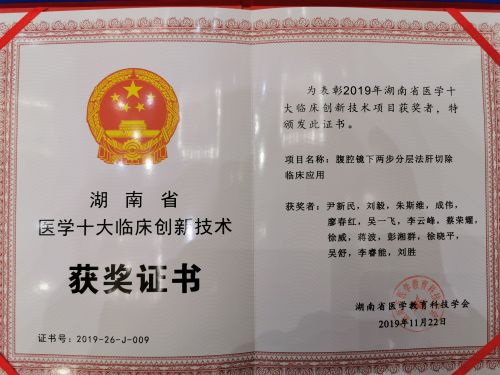 湖南省
医学十大临床创新技术
获奖证书
证书号：2019-26-J-009
为表彰2019年湖南省医学十
大临床创新技术项目获奖者，特
颁发此证书。
项目名称：腹腔镜下两步分层法肝切除
临床应用
获奖者：尹新民，刘毅，朱斯维，成伟，
廖春红，吴一飞，李云峰，蔡荣耀，
徐威，蒋波，彭湘群，徐晓平，
吴舒，李睿能，刘胜
湖南省医学教育科技学会
2019年11月22日